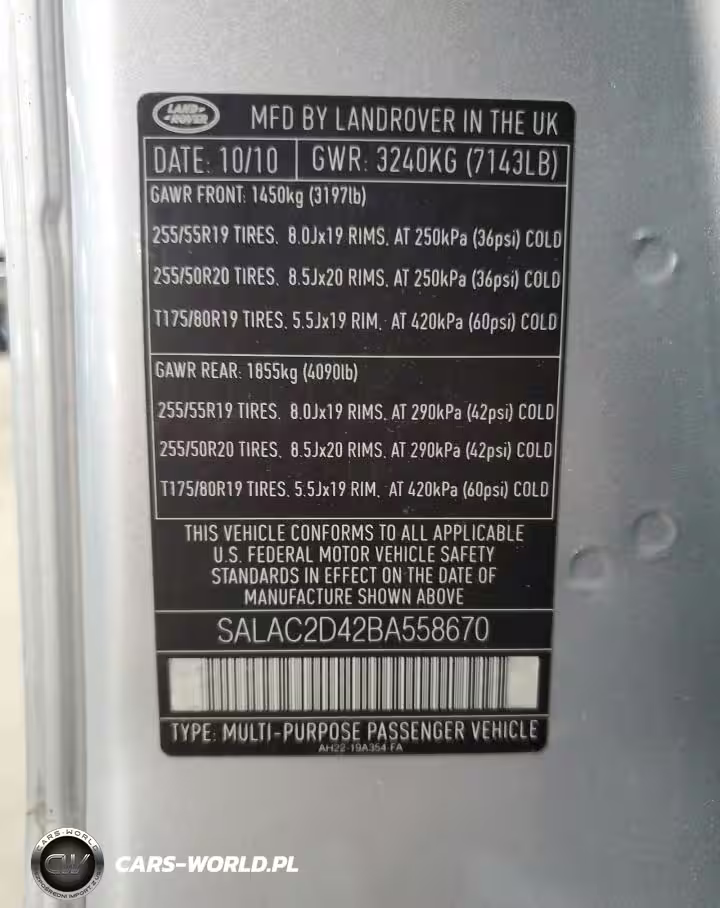 LAND ROVER
MFD BY LANDROVER IN THE UK
DATE: 10/10 GWR: 3240KG (7143LB)
GAWR FRONT: 1450kg (3197lb)
255/55R19 TIRES, 8.0Jx19 RIMS, AT 250kPa (36psi) COLD
255/50R20 TIRES, 8.5Jx20 RIMS, AT 250kPa (36psi) COLD
T175/80R19 TIRES, 5.5Jx19 RIM, AT 420kPa (60psi) COLD
GAWR REAR: 1855kg (4090lb)
255/55R19 TIRES, 8.0Jx19 RIMS, AT 290kPa (42psi) COLD
255/50R20 TIRES, 8.5Jx20 RIMS, AT 290kPa (42psi) COLD
T175/80R19 TIRES, 5.5Jx19 RIM, AT 420kPa (60psi) COLD
THIS VEHICLE CONFORMS TO ALL APPLICABLE
U.S. FEDERAL MOTOR VEHICLE SAFETY
STANDARDS IN EFFECT ON THE DATE OF
MANUFACTURE SHOWN ABOVE
SALAC2D42BA558670
TYPE: MULTI-PURPOSE PASSENGER VEHICLE
AH22-19A354-FA
CARS-WORLD
CW
BEZPOŚREDNI IMPORT Z USA
CARS-WORLD.PL